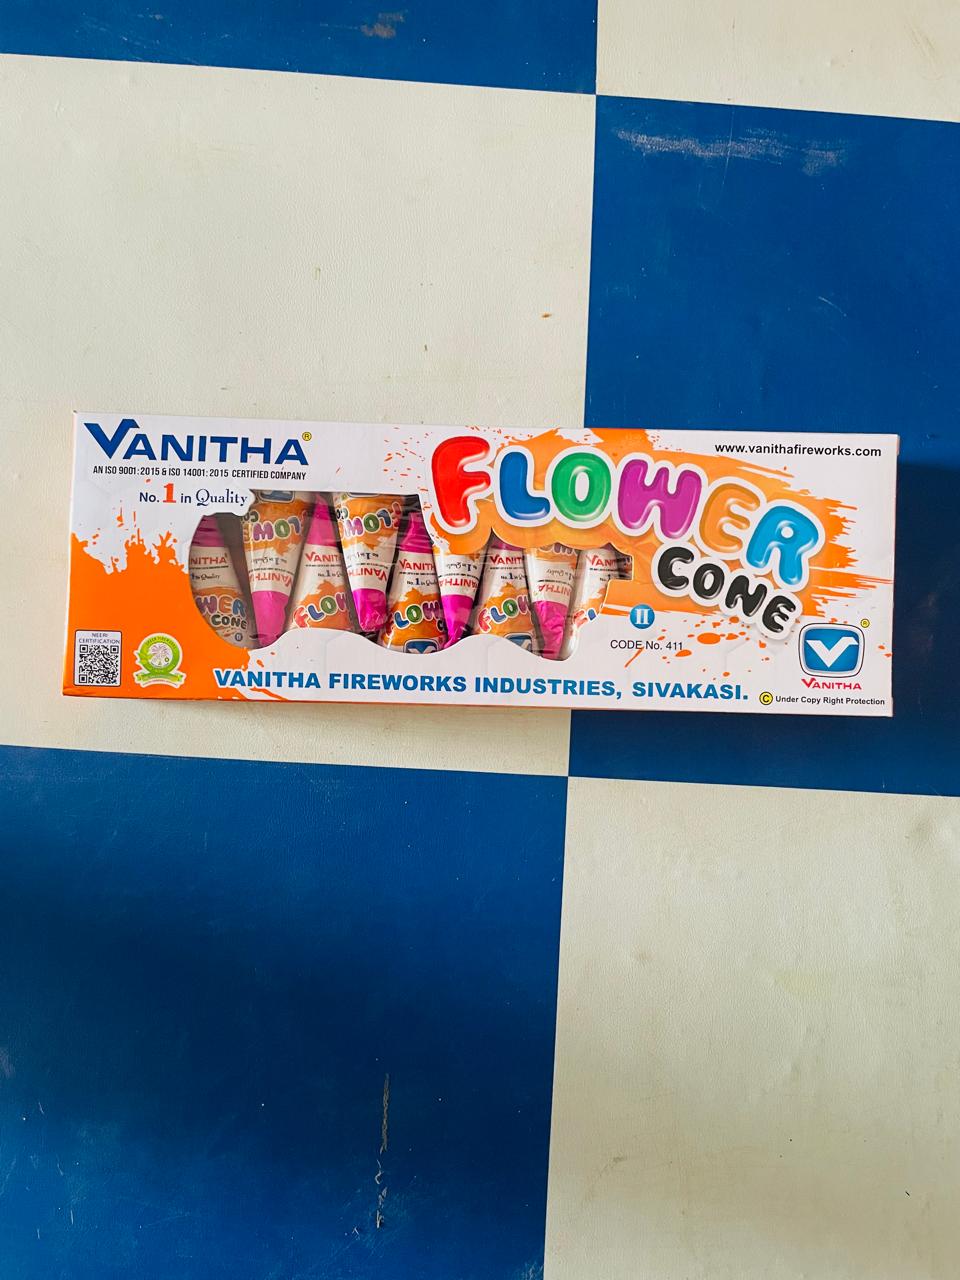 VANITHA®
AN ISO 9001:2015 & ISO 14001:2015 CERTIFIED COMPANY
No.1 in Quality
www.vanithafireworks.com
FLOWER
CONE
II
CODE No. 411
NEERI
CERTIFICATION
VANITHA FIREWORKS INDUSTRIES, SIVAKASI.
®
VANITHA
© Under Copy Right Protection